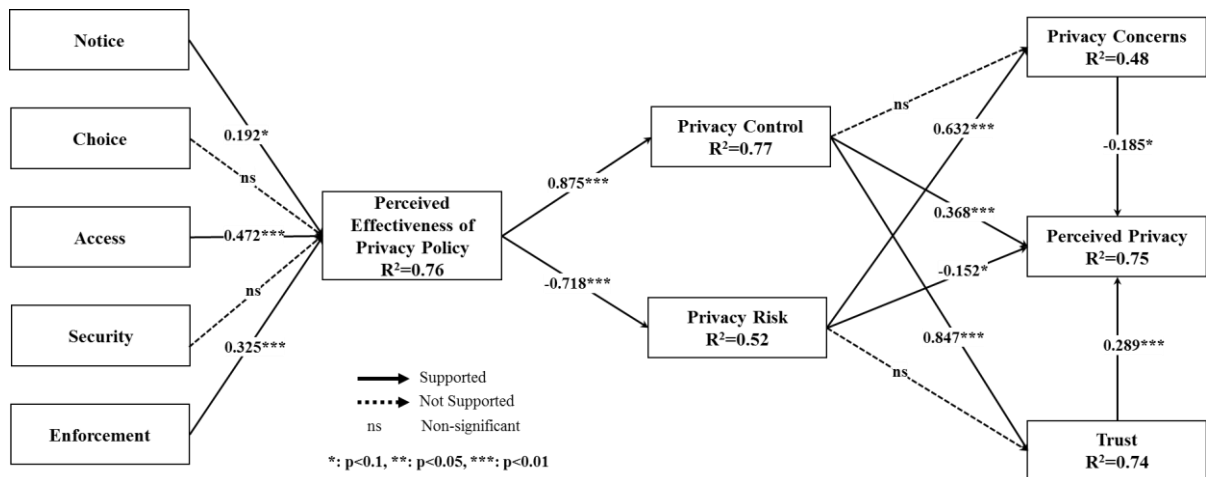 Notice
Choice
Access
Security
Enforcement
0.192*
ns
0.472***
ns
0.325***
Perceived
Effectiveness of
Privacy Policy
R²=0.76
0.875***
-0.718***
Privacy Control
R²=0.77
Privacy Risk
R²=0.52
ns
0.632***
0.368***
-0.152*
0.847***
ns
Privacy Concerns
R²=0.48
-0.185*
Perceived Privacy
R²=0.75
0.289***
Trust
R²=0.74
Supported
Not Supported
ns Non-significant
*: p<0.1, **: p<0.05, ***: p<0.01